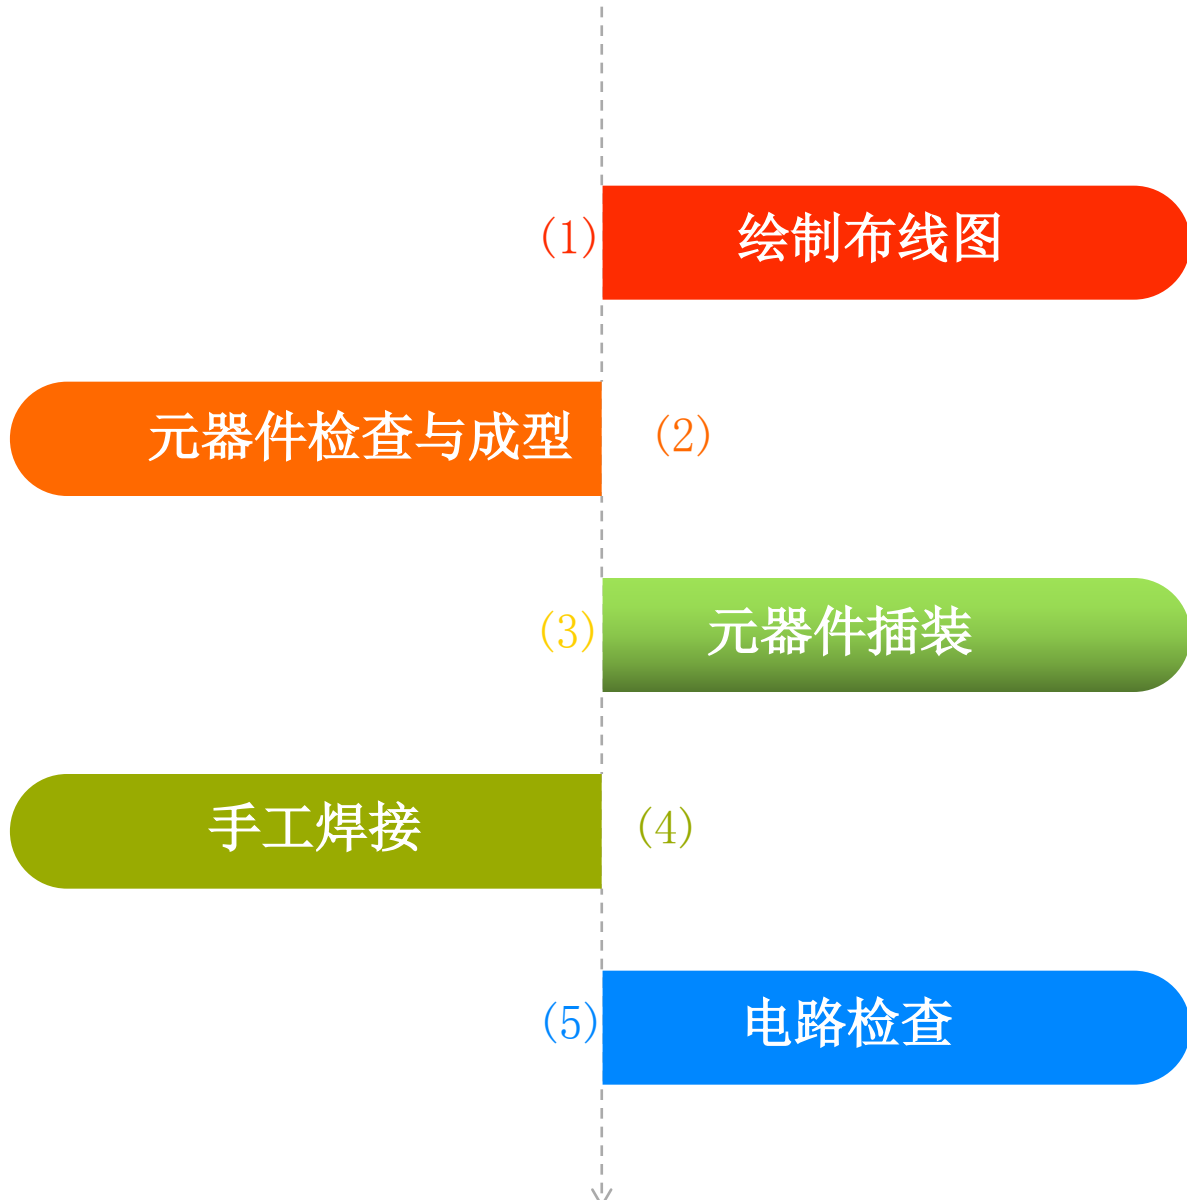 (1) 绘制布线图
元器件检查与成型 (2)
(3) 元器件插装
手工焊接 (4)
(5) 电路检查